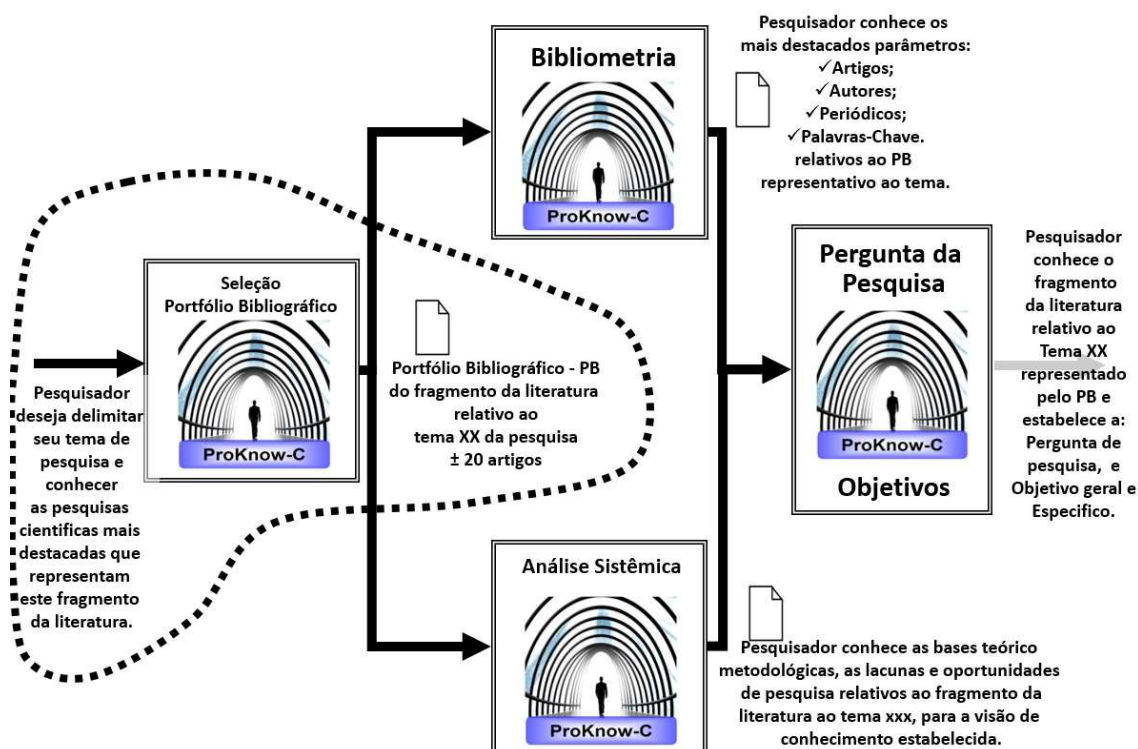 Bibliometria
ProKnow-C
Pesquisador conhece os
mais destacados parâmetros:
✓Artigos;
✓Autores;
✓Periódicos;
✓Palavras-Chave.
relativos ao PB
representativo ao tema.
Seleção
Portfólio Bibliográfico
ProKnow-C
Pesquisador
deseja delimitar
seu tema de
pesquisa e
conhecer
as pesquisas
cientificas mais
destacadas que
representam
este fragmento
da literatura.
Portfólio Bibliográfico - PB
do fragmento da literatura
relativo ao
tema XX da pesquisa
± 20 artigos
Pergunta da
Pesquisa
ProKnow-C
Objetivos
Pesquisador
conhece o
fragmento
da literatura
relativo ao
Tema XX
representado
pelo PB e
estabelece a:
Pergunta de
pesquisa, e
Objetivo geral e
Especifico.
Análise Sistêmica
ProKnow-C
Pesquisador conhece as bases teórico
metodológicas, as lacunas e oportunidades
de pesquisa relativos ao fragmento da
literatura ao tema xxx, para a visão de
conhecimento estabelecida.